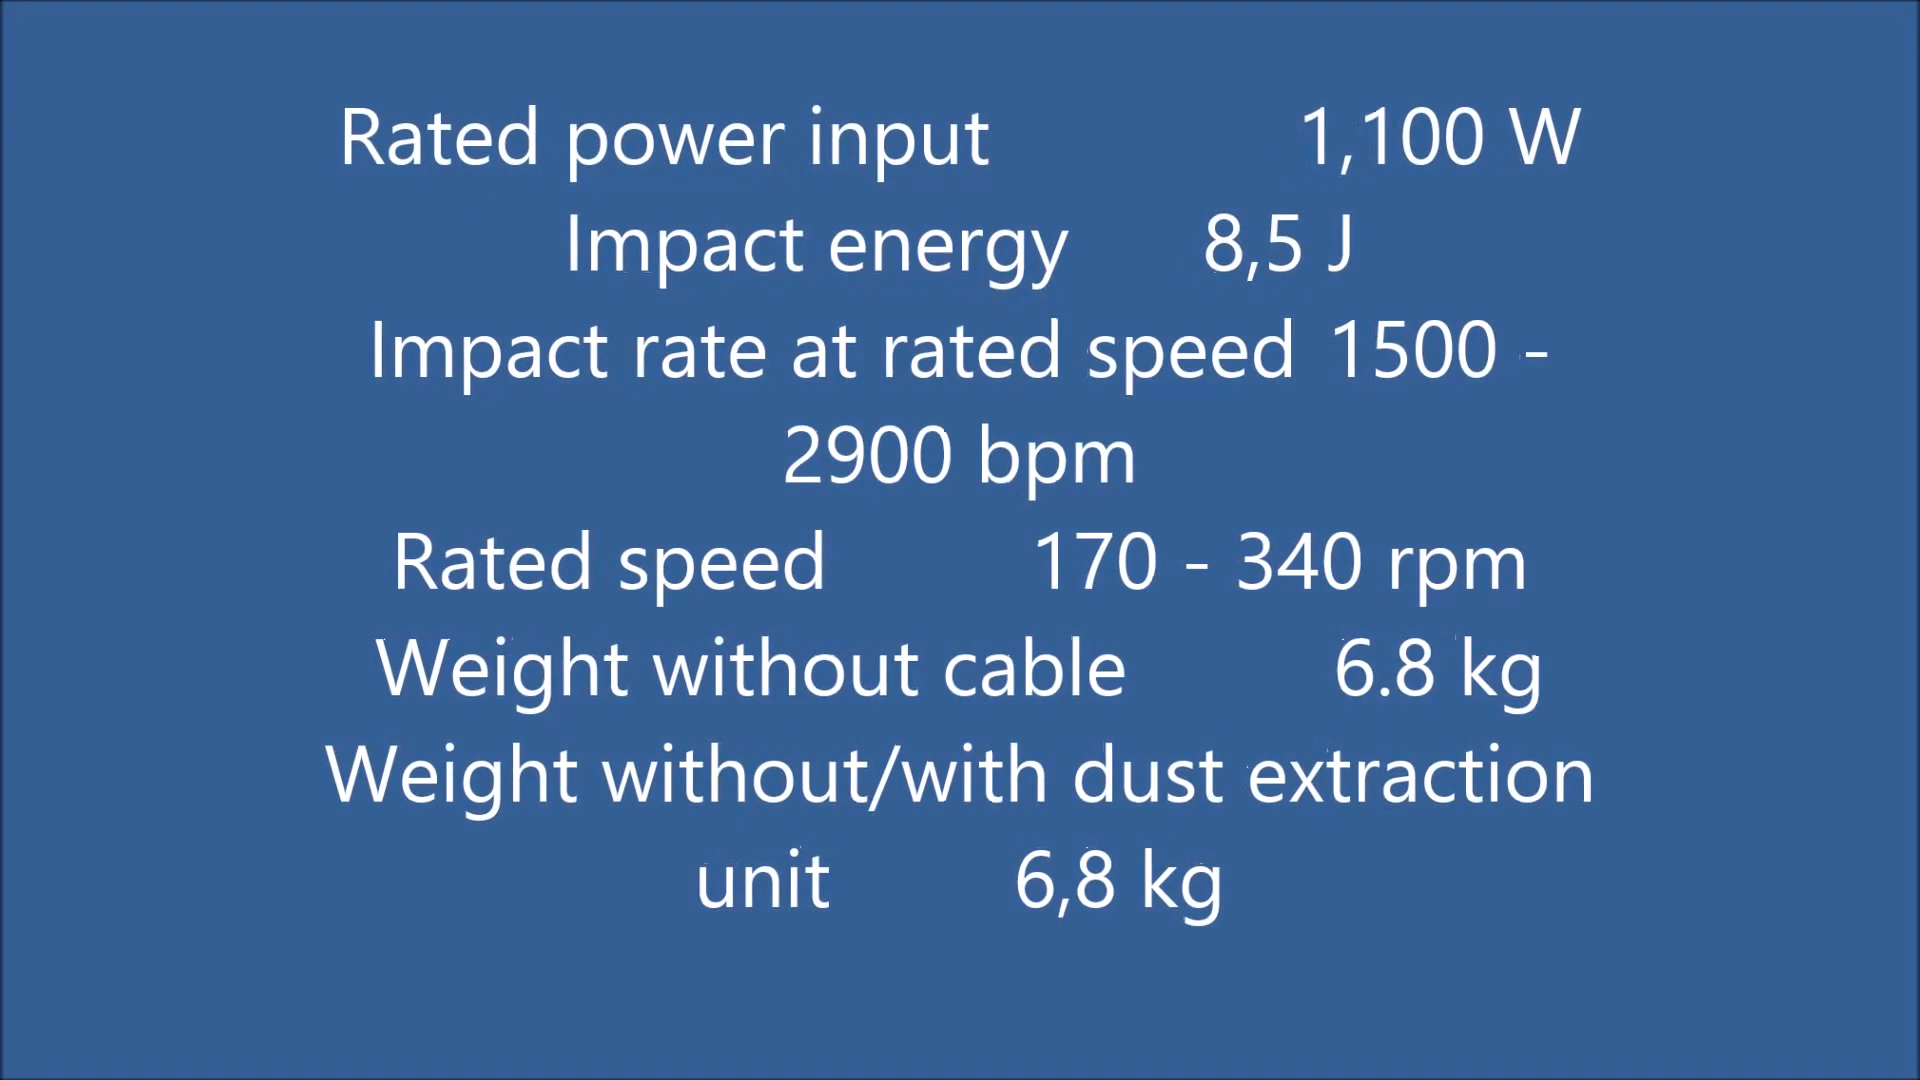 Rated power input 1,100 W
Impact energy 8,5 J
Impact rate at rated speed 1500 -
2900 bpm
Rated speed 170 - 340 rpm
Weight without cable 6.8 kg
Weight without/with dust extraction
unit 6,8 kg